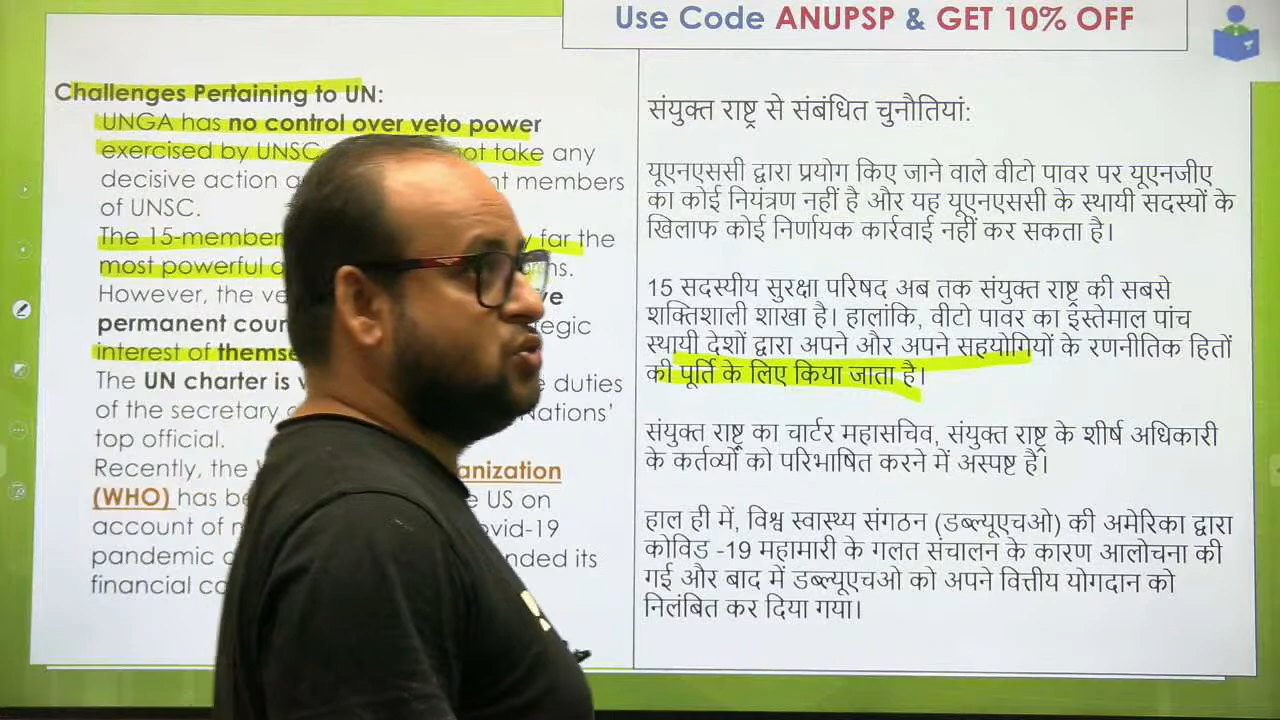 Use Code ANUPSP & GET 10% OFF
Challenges Pertaining to UN:
UNGA has no control over veto power
exercised by UNSC not take any
decisive action members
of UNSC.
The 15-member far the
most powerful
However, the
permanent
interest of
The UN charter is duties
of the secretary Nations’
top official.
Recently, the
(WHO) has US on
account of
pandemic its
financial
संयुक्त राष्ट्र से संबंधित चुनौतियां:
यूएनएससी द्वारा प्रयोग किए जाने वाले वीटो पावर पर यूएनजीए
का कोई नियंत्रण नहीं है और यह यूएनएससी के स्थायी सदस्यों के
खिलाफ कोई निर्णायक कार्रवाई नहीं कर सकता है।
15 सदस्यीय सुरक्षा परिषद अब तक संयुक्त राष्ट्र की सबसे
शक्तिशाली शाखा है। हालांकि, वीटो पावर का इस्तेमाल पांच
स्थायी देशों द्वारा अपने और अपने सहयोगियों के रणनीतिक हितों
की पूर्ति के लिए किया जाता है।
संयुक्त राष्ट्र का चार्टर महासचिव, संयुक्त राष्ट्र के शीर्ष अधिकारी
के कर्तव्यों को परिभाषित करने में अस्पष्ट है।
हाल ही में, विश्व स्वास्थ्य संगठन (डब्ल्यूएचओ) की अमेरिका द्वारा
कोविड -19 महामारी के गलत संचालन के कारण आलोचना की
गई और बाद में डब्ल्यूएचओ को अपने वित्तीय योगदान को
निलंबित कर दिया गया।